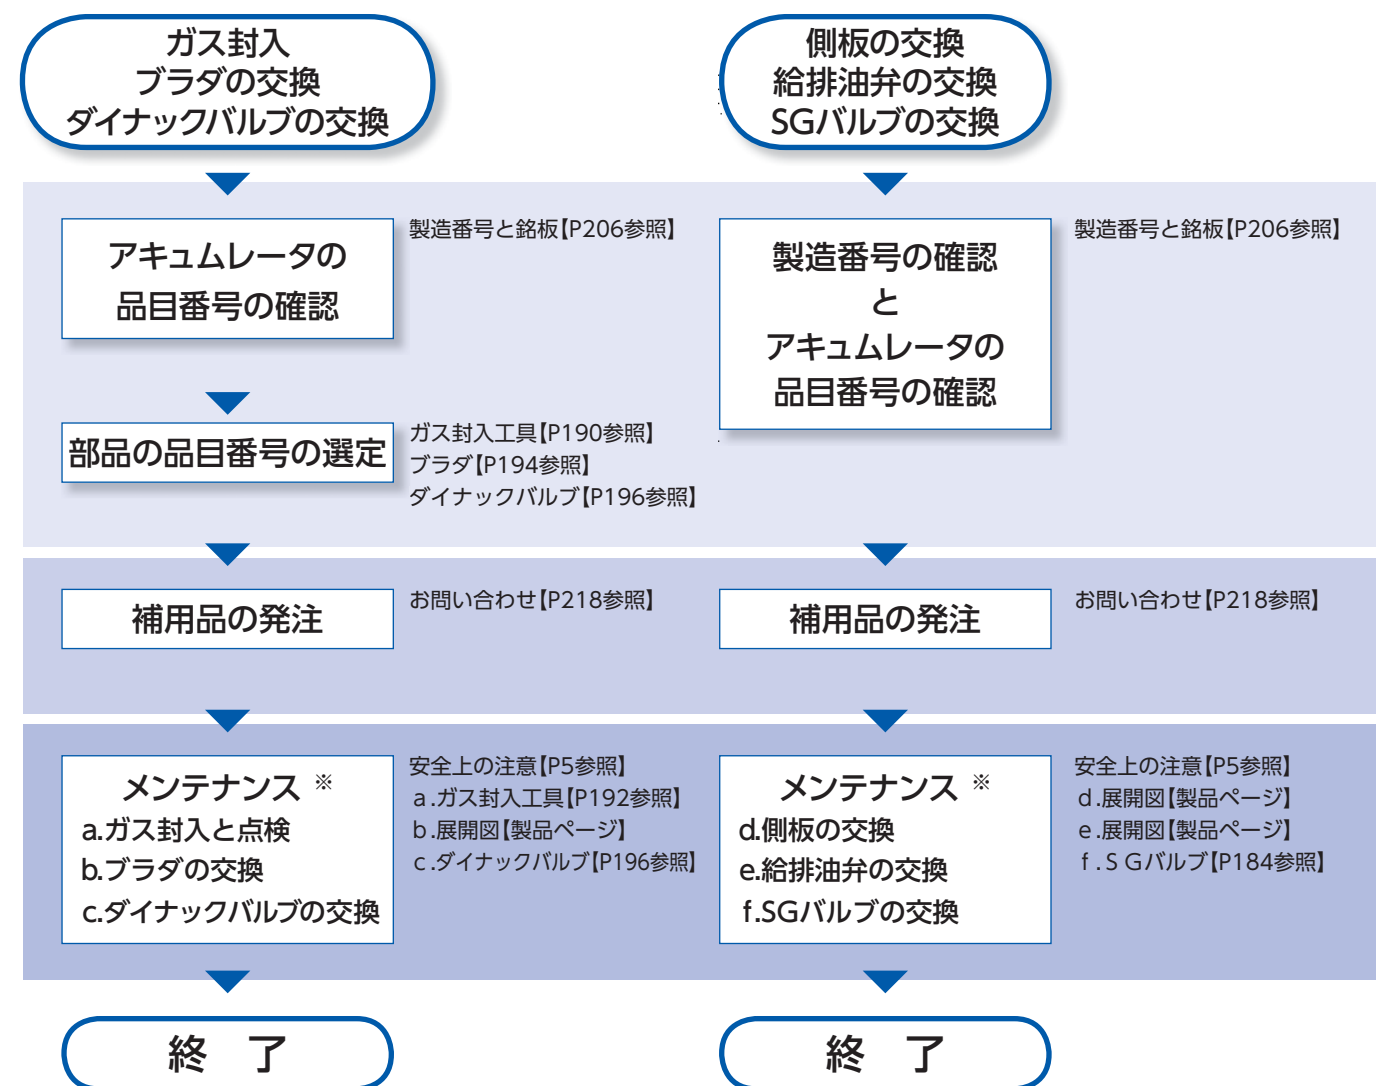 ガス封入
ブラダの交換
ダイナックバルブの交換
アキュムレータの
品目番号の確認
製造番号と銘板【P206参照】
部品の品目番号の選定
ガス封入工具【P190参照】
ブラダ【P194参照】
ダイナックバルブ【P196参照】
補用品の発注
お問い合わせ【P218参照】
メンテナンス ※
a.ガス封入と点検
b.ブラダの交換
c.ダイナックバルブの交換
安全上の注意【P5参照】
a.ガス封入工具【P192参照】
b.展開図【製品ページ】
c.ダイナックバルブ【P196参照】
終 了
側板の交換
給排油弁の交換
SGバルブの交換
製造番号の確認
と
アキュムレータの
品目番号の確認
製造番号と銘板【P206参照】
補用品の発注
お問い合わせ【P218参照】
メンテナンス ※
d.側板の交換
e.給排油弁の交換
f.SGバルブの交換
安全上の注意【P5参照】
d.展開図【製品ページ】
e.展開図【製品ページ】
f.SGバルブ【P184参照】
終 了